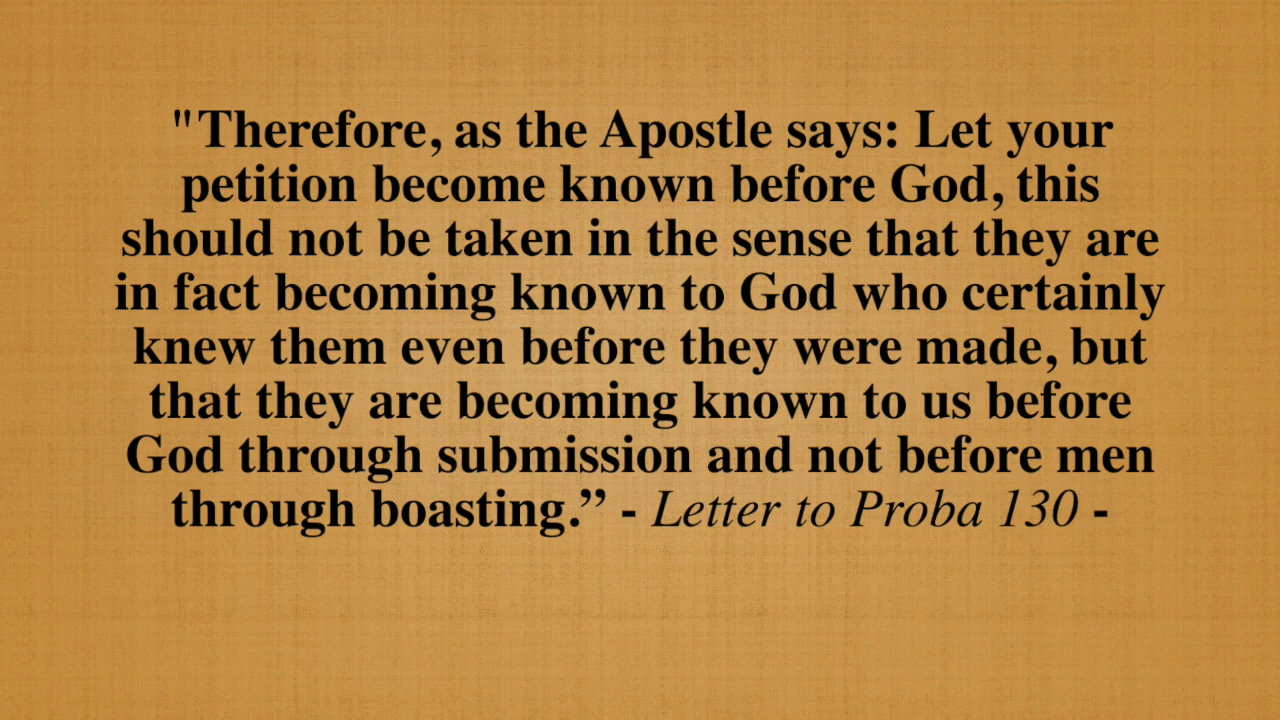 "Therefore, as the Apostle says: Let your
petition become known before God, this
should not be taken in the sense that they are
in fact becoming known to God who certainly
knew them even before they were made, but
that they are becoming known to us before
God through submission and not before men
through boasting.” - Letter to Proba 130 -